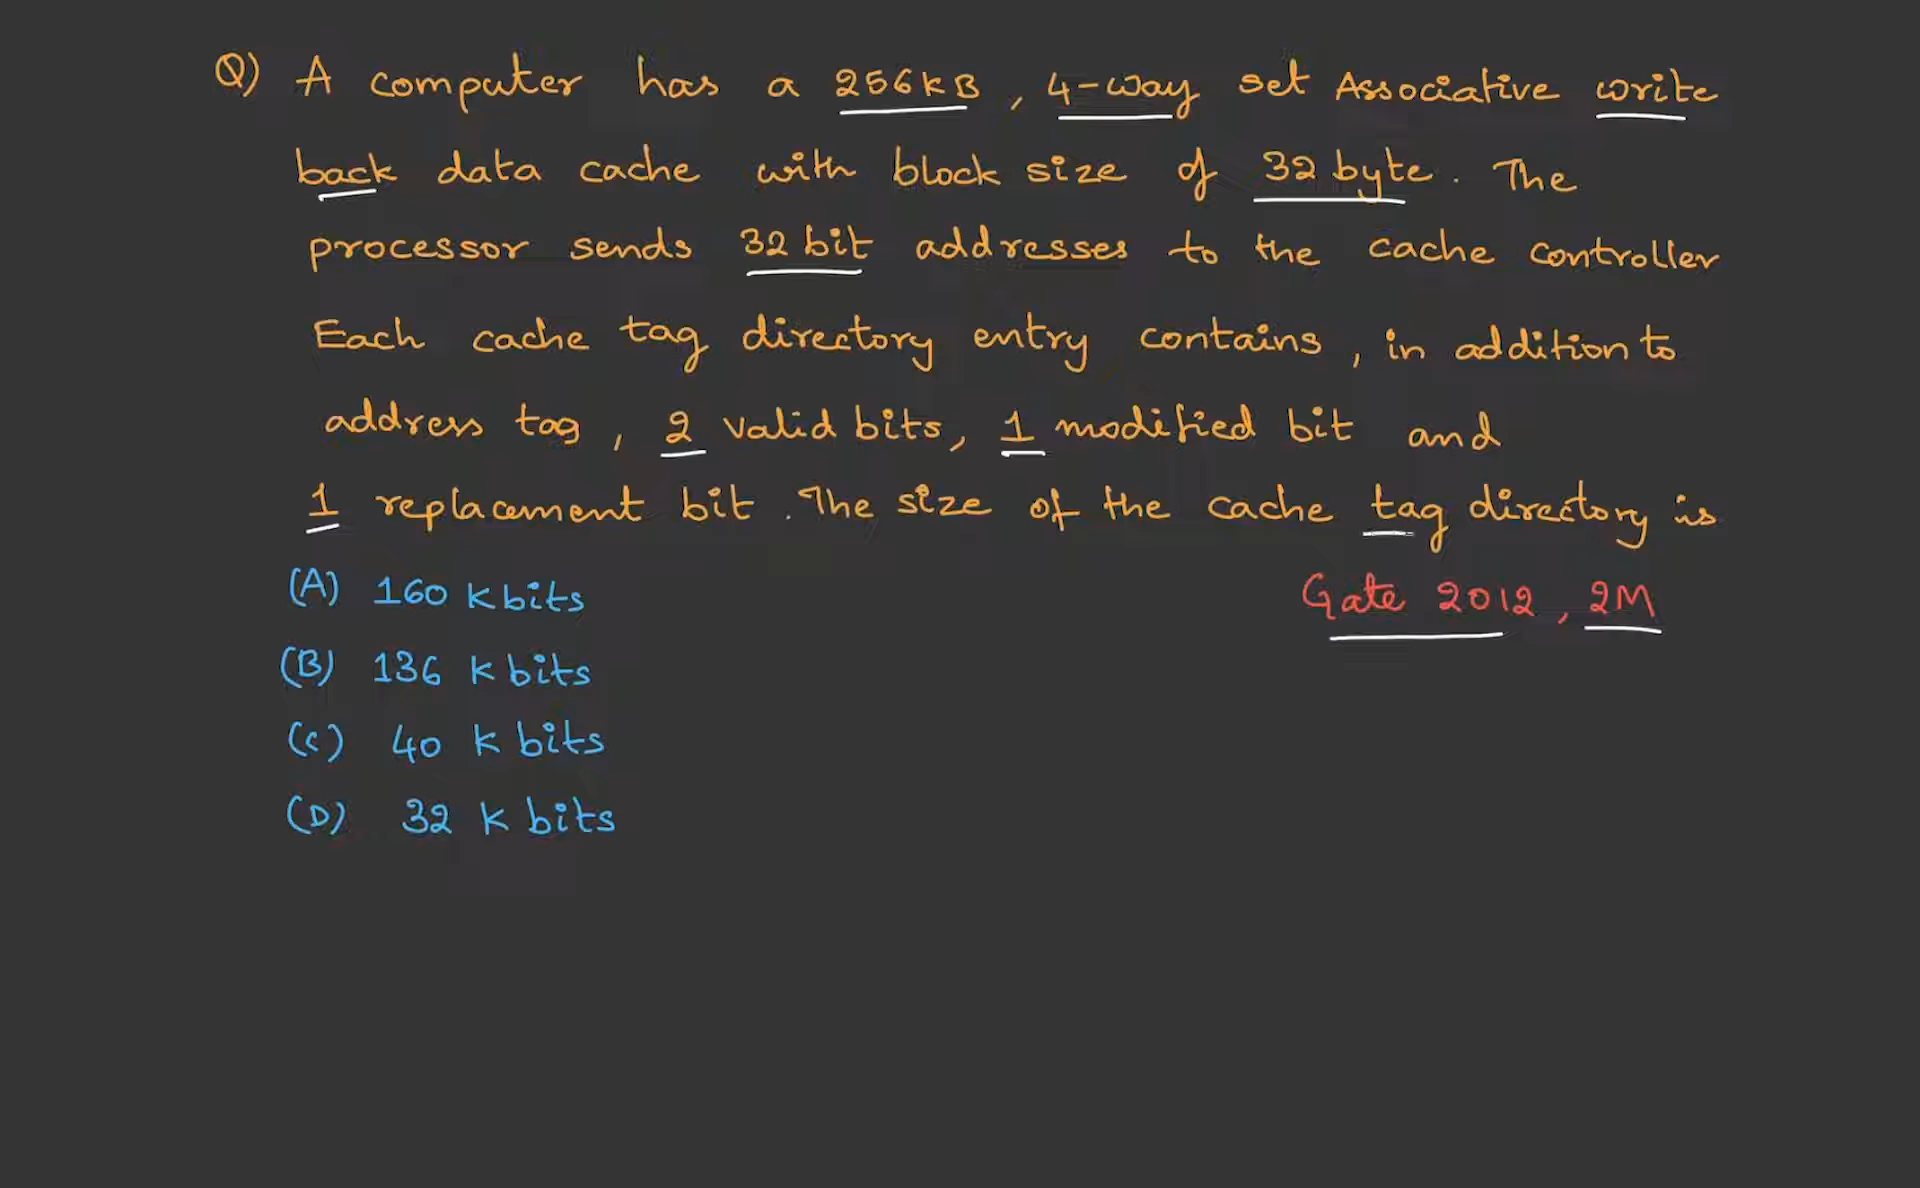 Q) A computer has a 256kB, 4-way set Associative write
back data cache with block size of 32 byte. The
processor sends 32 bit addresses to the cache controller
Each cache tag directory entry contains, in addition to
address tag, 2 valid bits, 1 modified bit and
1 replacement bit. The size of the cache tag directory is
(A) 160 k bits
Gate 2012, 2M
(B) 136 k bits
(C) 40 k bits
(D) 32 k bits